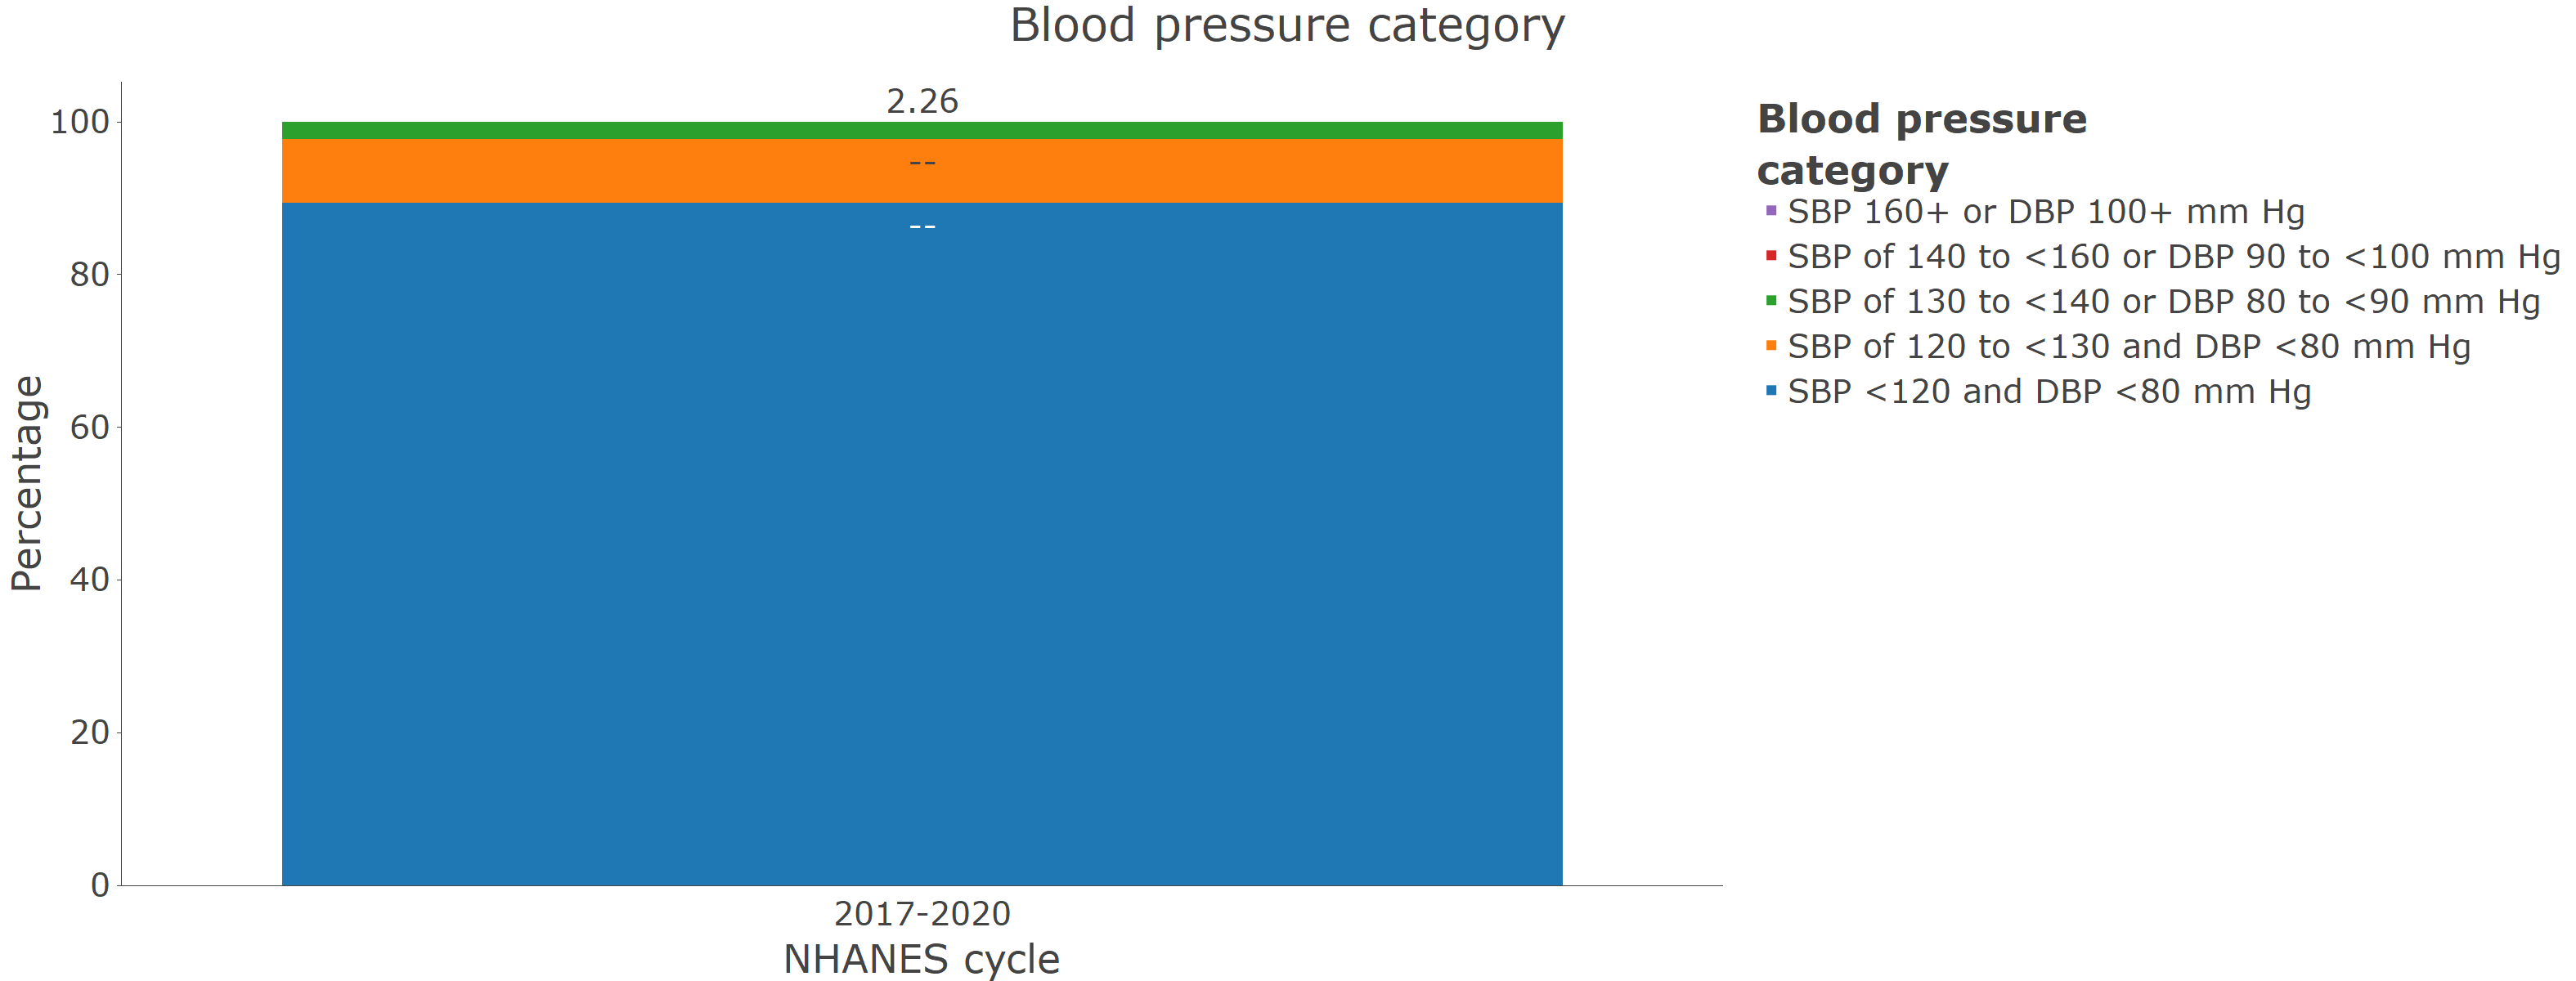 Blood pressure category
2.26
100
80
60
40
20
0
--
--
Percentage
2017-2020
NHANES cycle
Blood pressure
category
SBP 160+ or DBP 100+ mm Hg
SBP of 140 to <160 or DBP 90 to <100 mm Hg
SBP of 130 to <140 or DBP 80 to <90 mm Hg
SBP of 120 to <130 and DBP <80 mm Hg
SBP <120 and DBP <80 mm Hg